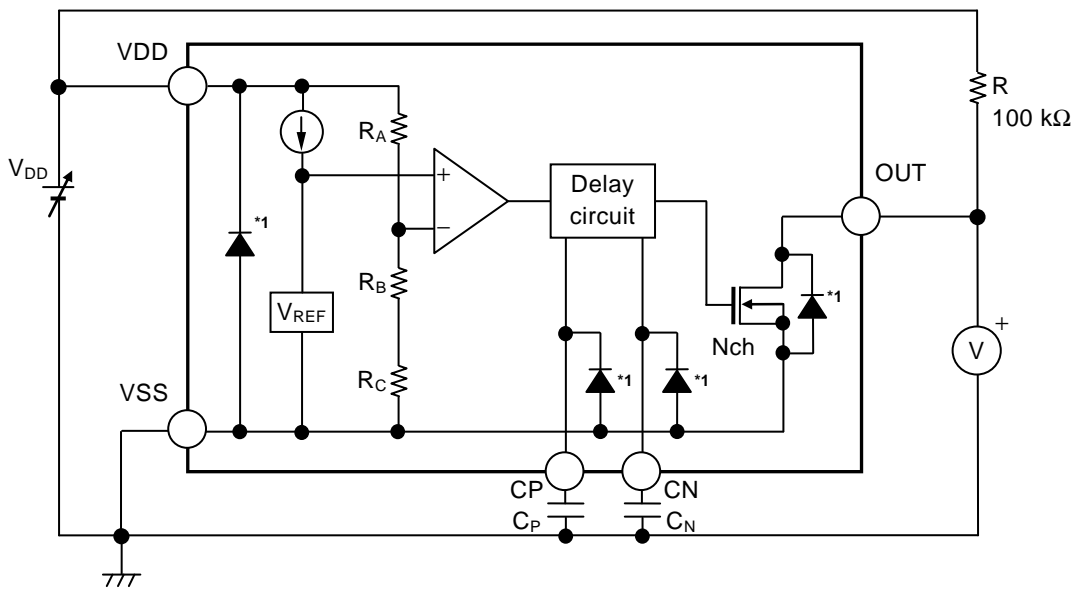 VDD
R
100 kΩ
*1
RA
+
−
Delay
circuit
OUT
VDD
RB
VREF
Nch
*1
+
V
RC
*1
*1
VSS
CP
CN
CP
CN